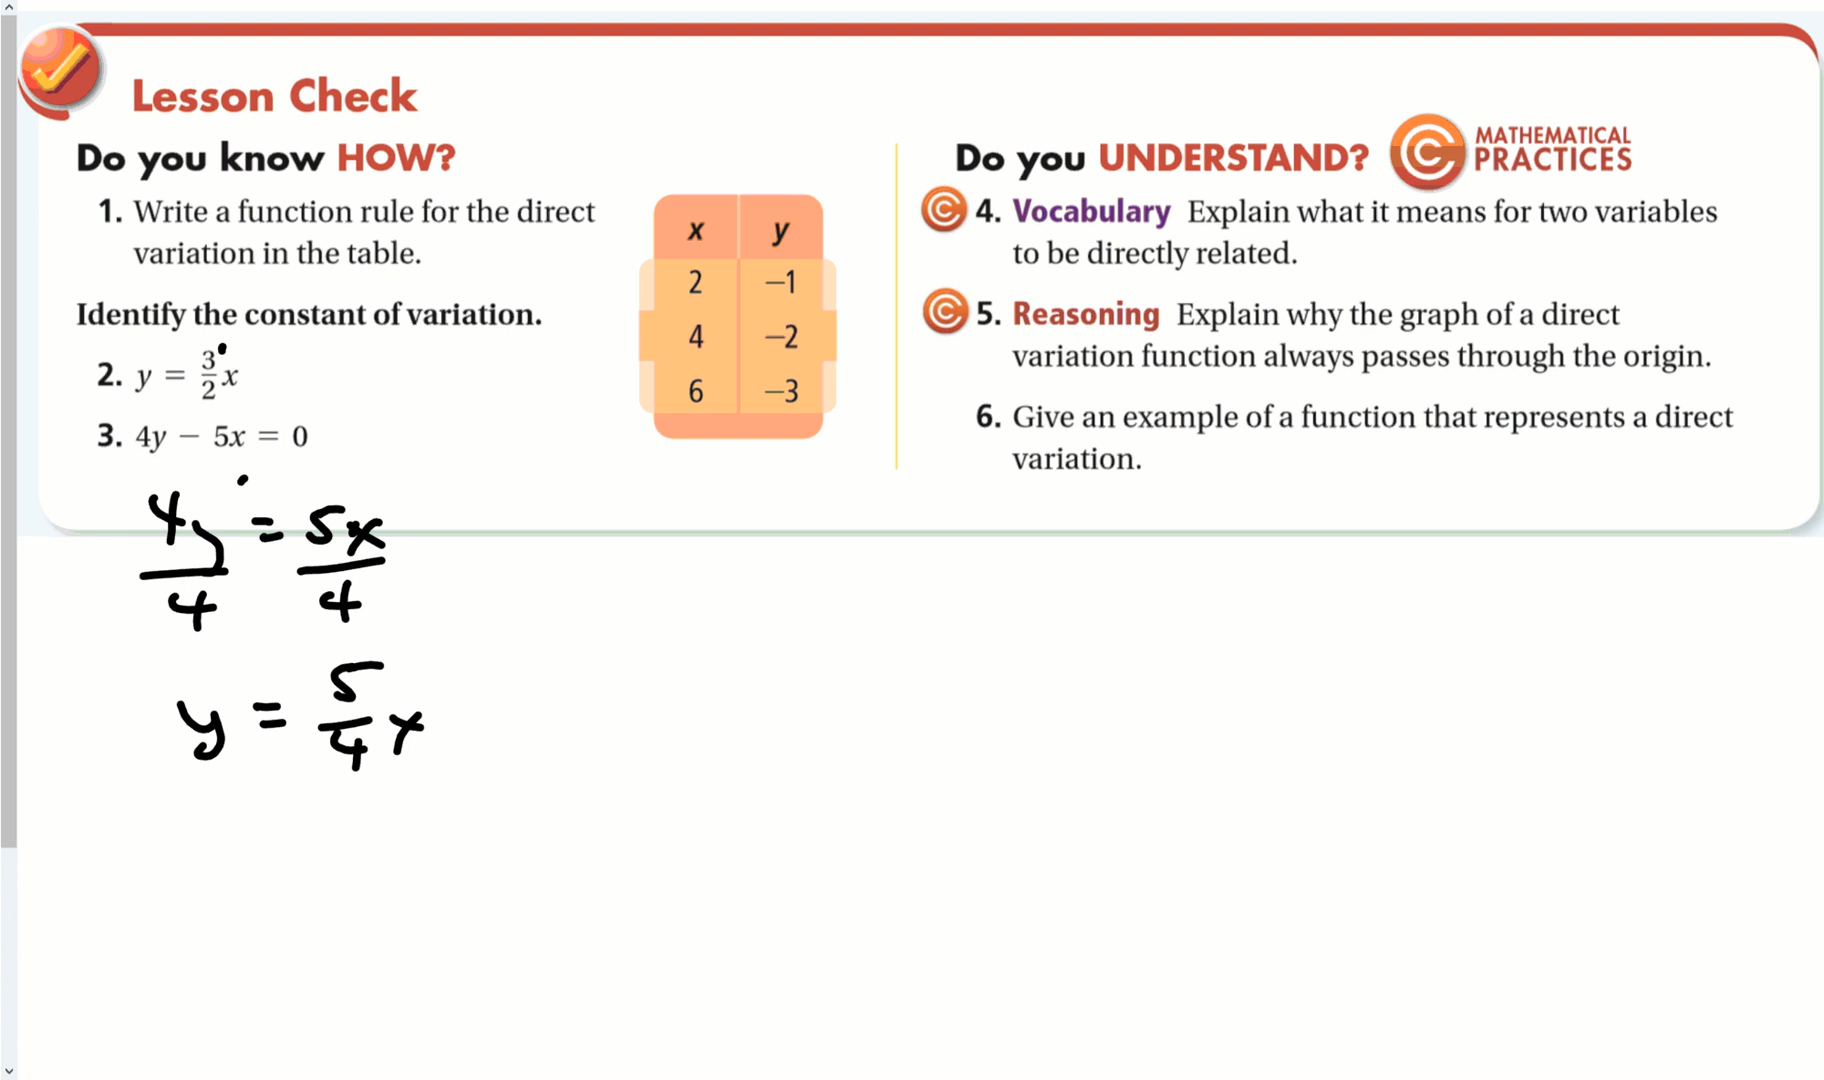 Lesson Check
Do you know HOW?
1. Write a function rule for the direct
variation in the table.
Identify the constant of variation.
2. y = 3/2 x
3. 4y − 5x = 0
x y
2 −1
4 −2
6 −3
Do you UNDERSTAND?
MATHEMATICAL
PRACTICES
4. Vocabulary Explain what it means for two variables
to be directly related.
5. Reasoning Explain why the graph of a direct
variation function always passes through the origin.
6. Give an example of a function that represents a direct
variation.
4y/4 = 5x/4
y = 5/4 x